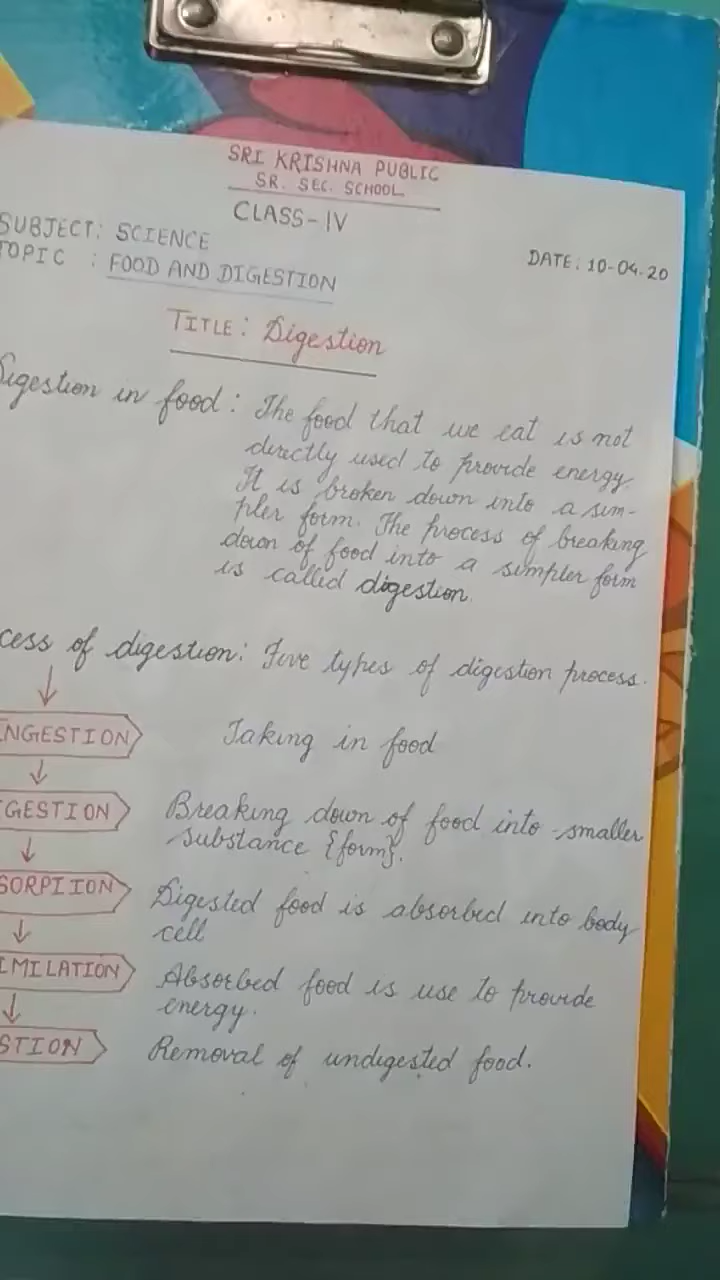 SRI KRISHNA PUBLIC
SR. SEC. SCHOOL
CLASS-IV
SUBJECT: SCIENCE
DATE: 10-04-20
TOPIC : FOOD AND DIGESTION
TITLE: Digestion
Digestion in food: The food that we eat is not
directly used to provide energy.
It is broken down into a sim-
pler form. The process of breaking
down of food into a simpler form
is called digestion.
cess of digestion: Five types of digestion process.
INGESTION Taking in food
GESTION Breaking down of food into smaller
substance {form}.
SORPTION Digested food is absorbed into body
cell
IMILATION Absorbed food is use to provide
energy.
STION Removal of undigested food.